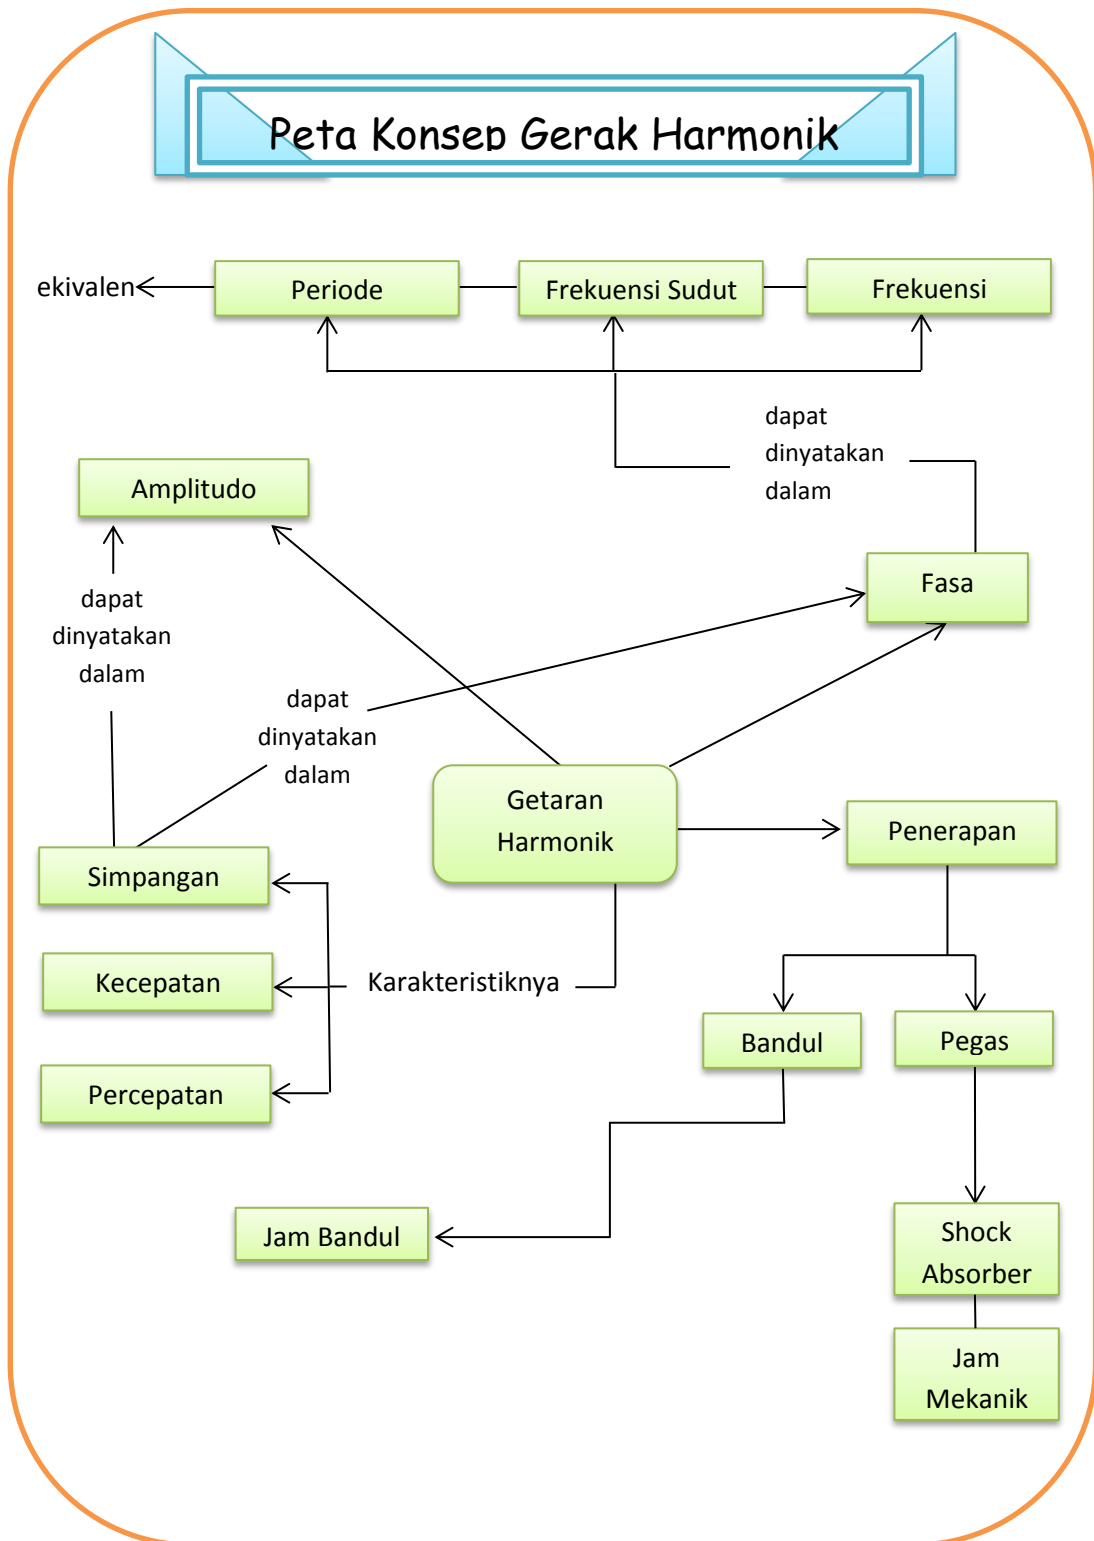 Peta Konsep Gerak Harmonik
ekivalen
Periode
Frekuensi Sudut
Frekuensi
dapat
dinyatakan
dalam
Amplitudo
Fasa
dapat
dinyatakan
dalam
dapat
dinyatakan
dalam
Getaran
Harmonik
Penerapan
Simpangan
Kecepatan
Karakteristiknya
Percepatan
Bandul
Pegas
Jam Bandul
Shock
Absorber
Jam
Mekanik